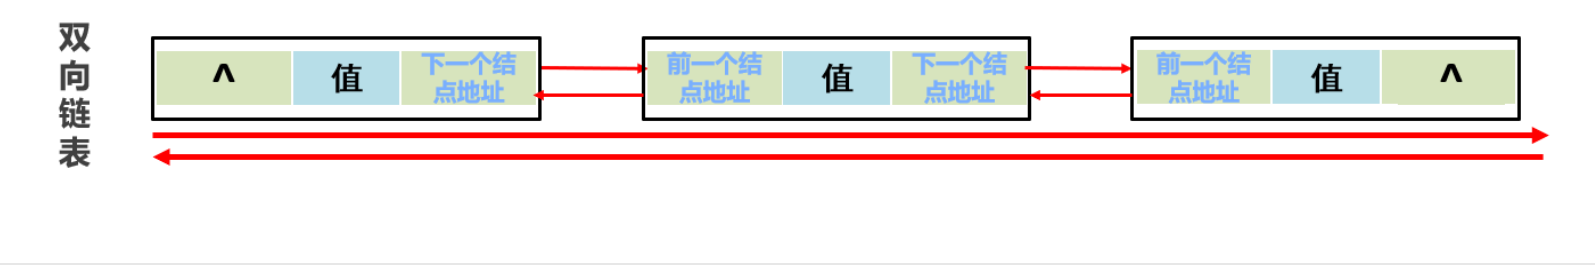 双向链表
^ 值 下一个结
点地址
前一个结
点地址 值 下一个结
点地址
前一个结
点地址 值 ^